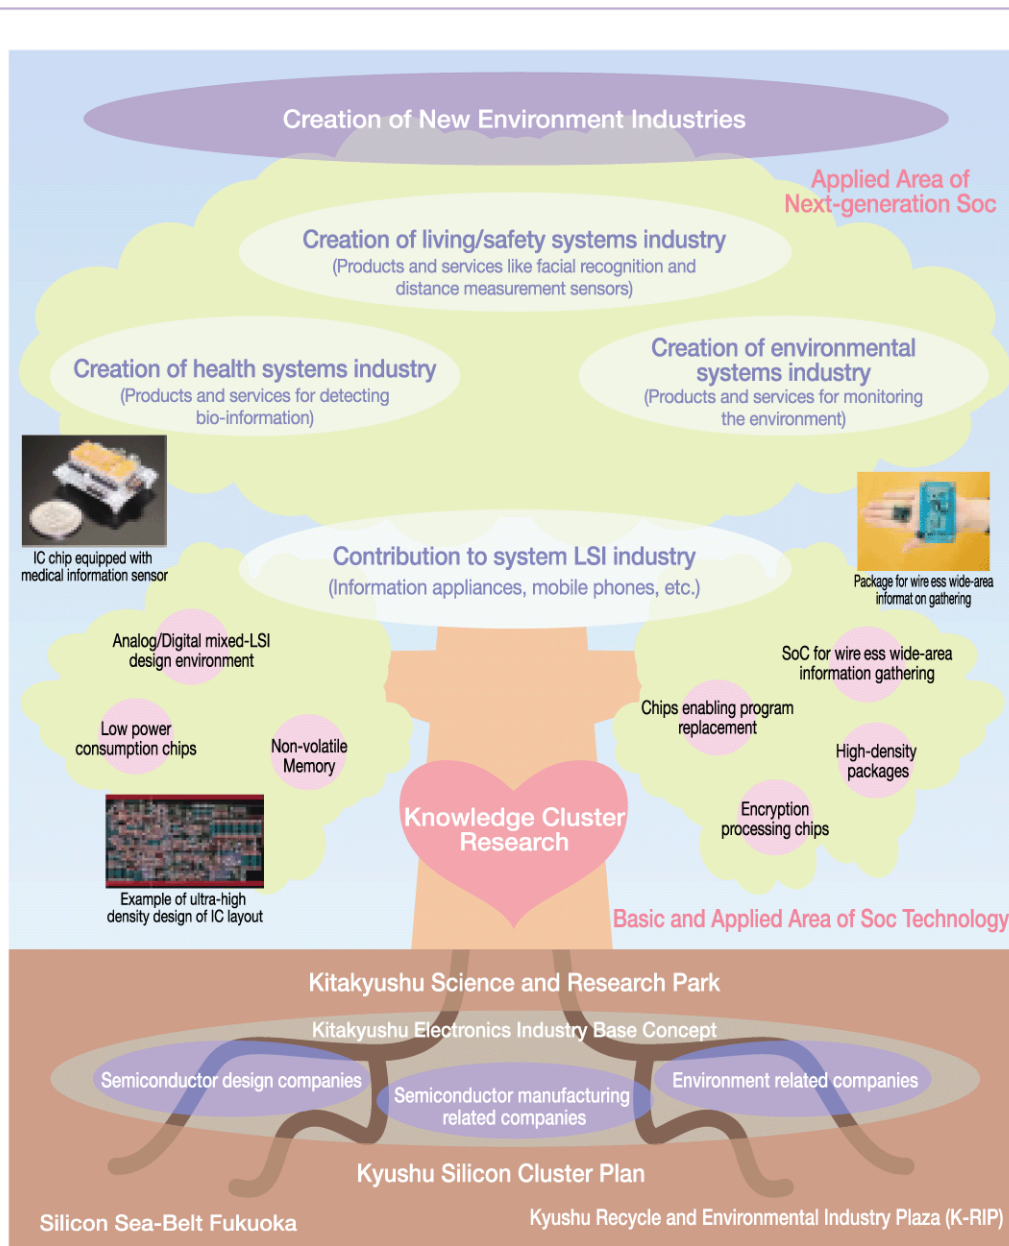 Creation of New Environment Industries
Applied Area of
Next-generation Soc
Creation of living/safety systems industry
(Products and services like facial recognition and
distance measurement sensors)
Creation of health systems industry
(Products and services for detecting
bio-information)
Creation of environmental
systems industry
(Products and services for monitoring
the environment)
IC chip equipped with
medical information sensor
Package for wire ess wide-area
informat on gathering
Contribution to system LSI industry
(Information appliances, mobile phones, etc.)
Analog/Digital mixed-LSI
design environment
Low power
consumption chips
Non-volatile
Memory
SoC for wire ess wide-area
information gathering
Chips enabling program
replacement
High-density
packages
Encryption
processing chips
Knowledge Cluster
Research
Example of ultra-high
density design of IC layout
Basic and Applied Area of Soc Technology
Kitakyushu Science and Research Park
Kitakyushu Electronics Industry Base Concept
Semiconductor design companies
Semiconductor manufacturing
related companies
Environment related companies
Kyushu Silicon Cluster Plan
Silicon Sea-Belt Fukuoka
Kyushu Recycle and Environmental Industry Plaza (K-RIP)